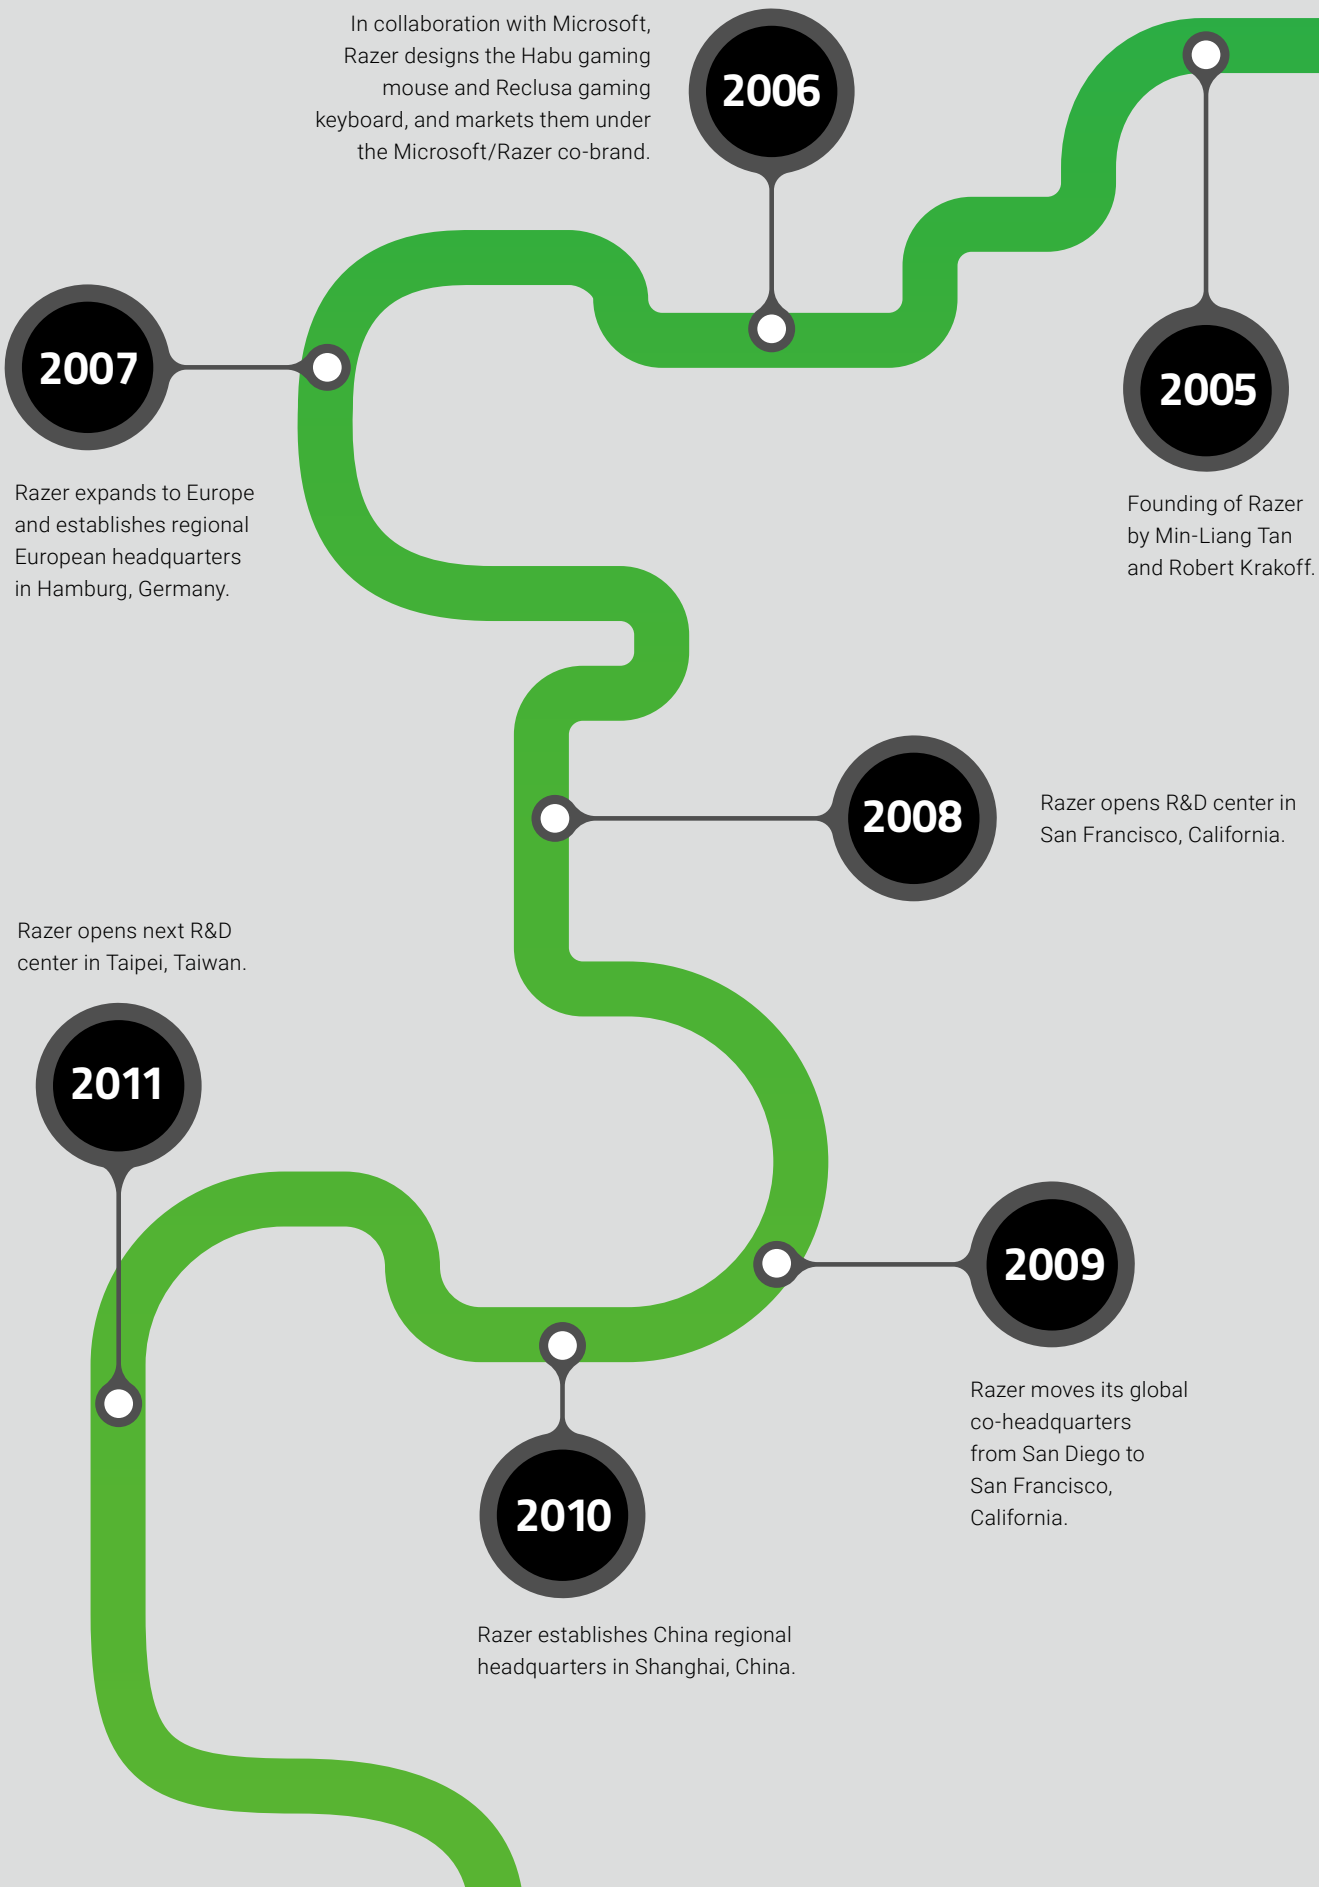 In collaboration with Microsoft,
Razer designs the Habu gaming
mouse and Reclusa gaming
keyboard, and markets them under
the Microsoft/Razer co-brand.
2006
2005
Founding of Razer
by Min-Liang Tan
and Robert Krakoff.
2007
Razer expands to Europe
and establishes regional
European headquarters
in Hamburg, Germany.
2008
Razer opens R&D center in
San Francisco, California.
Razer opens next R&D
center in Taipei, Taiwan.
2011
2009
Razer moves its global
co-headquarters
from San Diego to
San Francisco,
California.
2010
Razer establishes China regional
headquarters in Shanghai, China.